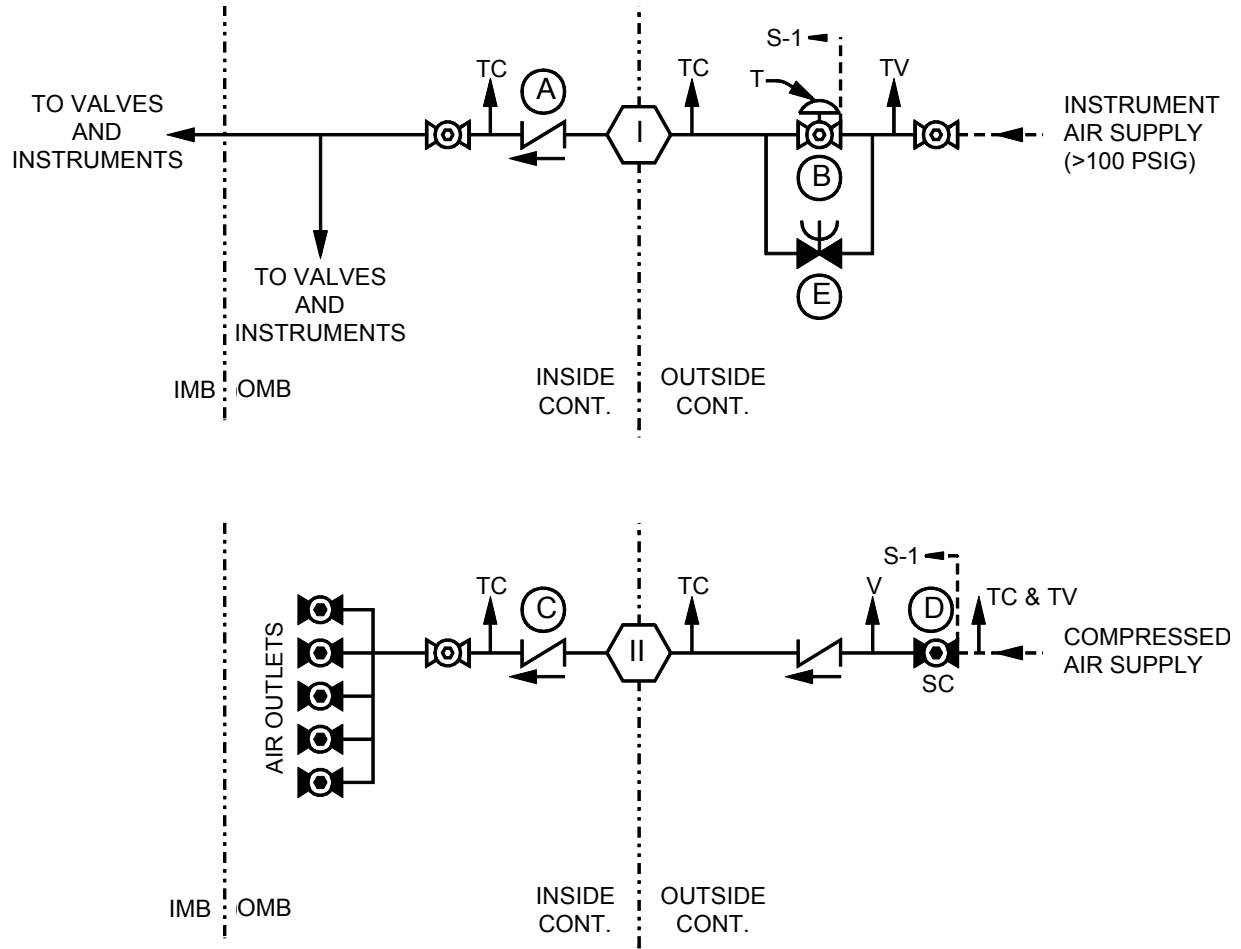 S-1
TC
A
TC
T
TV
TO VALVES
AND
INSTRUMENTS
I
INSTRUMENT
AIR SUPPLY
(>100 PSIG)
B
E
TO VALVES
AND
INSTRUMENTS
IMB
OMB
INSIDE
CONT.
OUTSIDE
CONT.
S-1
TC
C
TC
V
D
TC & TV
AIR OUTLETS
II
COMPRESSED
AIR SUPPLY
SC
IMB
OMB
INSIDE
CONT.
OUTSIDE
CONT.